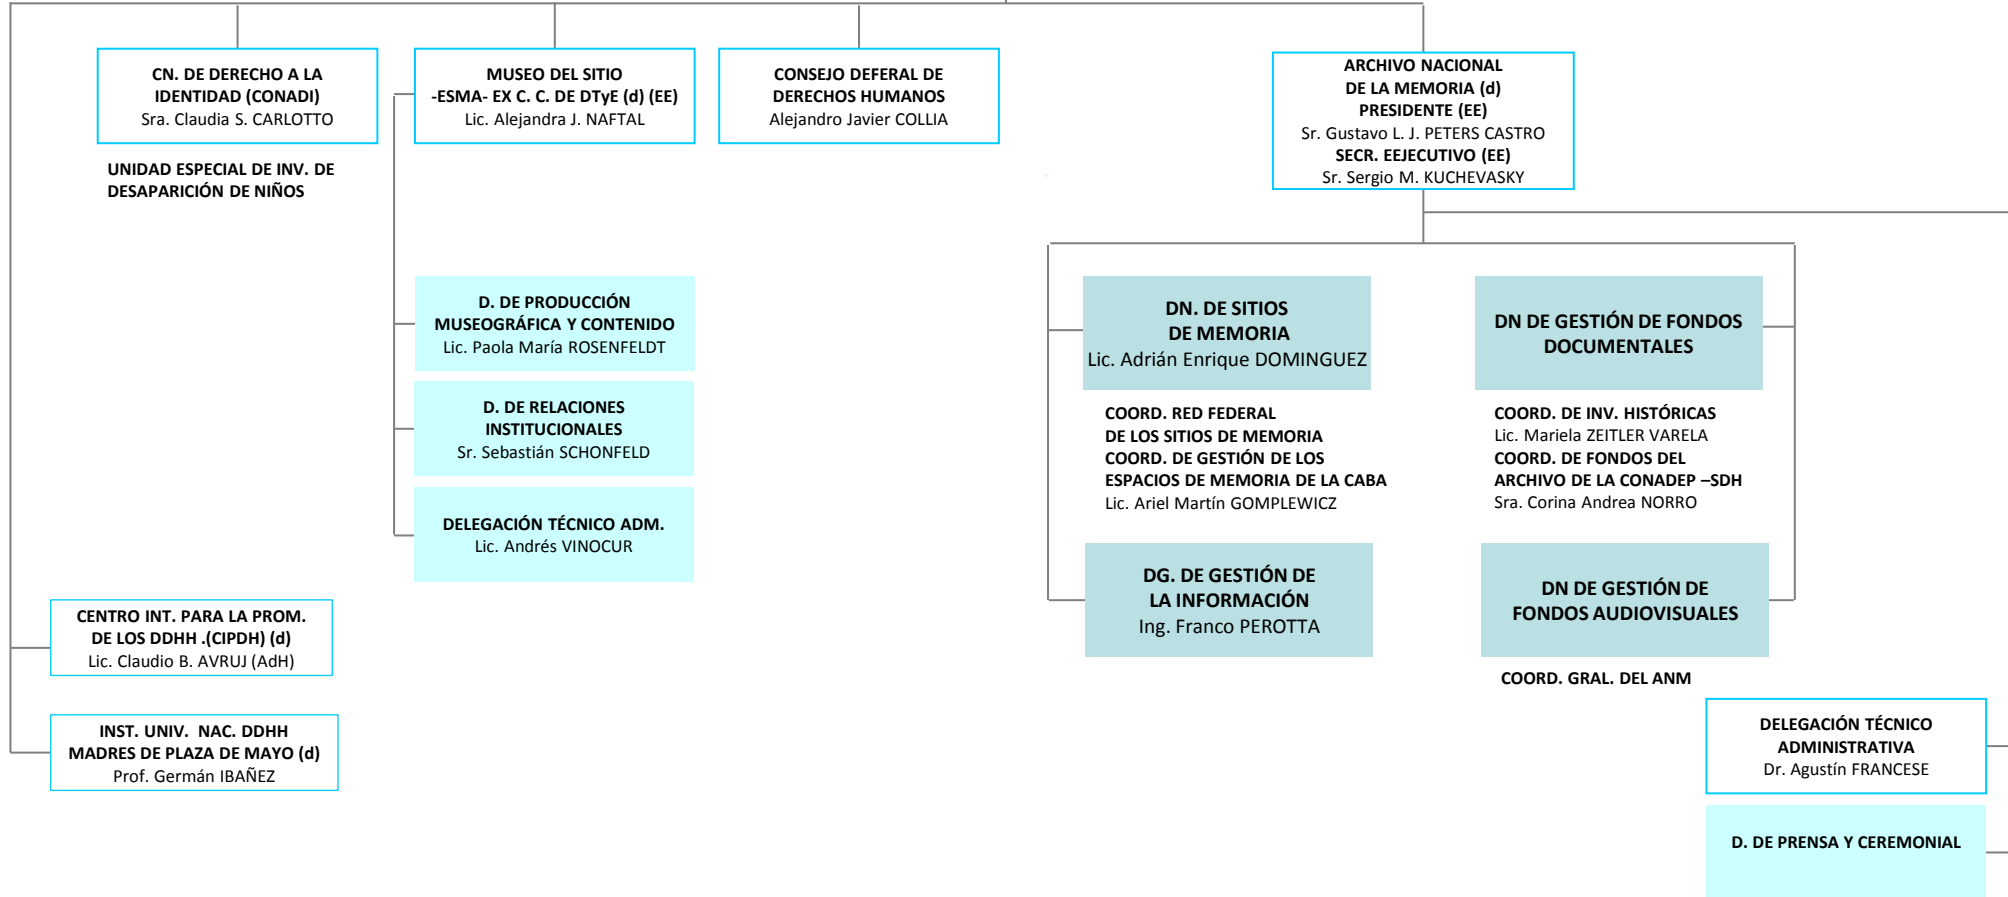 CN. DE DERECHO A LA
IDENTIDAD (CONADI)
Sra. Claudia S. CARLOTTO
UNIDAD ESPECIAL DE INV. DE
DESAPARICIÓN DE NIÑOS
MUSEO DEL SITIO
-ESMA- EX C. C. DE DTyE (d) (EE)
Lic. Alejandra J. NAFTAL
CONSEJO DEFERAL DE
DERECHOS HUMANOS
Alejandro Javier COLLIA
ARCHIVO NACIONAL
DE LA MEMORIA (d)
PRESIDENTE (EE)
Sr. Gustavo L. J. PETERS CASTRO
SECR. EEJECUTIVO (EE)
Sr. Sergio M. KUCHEVASKY
D. DE PRODUCCIÓN
MUSEOGRÁFICA Y CONTENIDO
Lic. Paola María ROSENFELDT
D. DE RELACIONES
INSTITUCIONALES
Sr. Sebastián SCHONFELD
DELEGACIÓN TÉCNICO ADM.
Lic. Andrés VINOCUR
DN. DE SITIOS
DE MEMORIA
Lic. Adrián Enrique DOMINGUEZ
COORD. RED FEDERAL
DE LOS SITIOS DE MEMORIA
COORD. DE GESTIÓN DE LOS
ESPACIOS DE MEMORIA DE LA CABA
Lic. Ariel Martín GOMPLEWICZ
DG. DE GESTIÓN DE
LA INFORMACIÓN
Ing. Franco PEROTTA
DN DE GESTIÓN DE FONDOS
DOCUMENTALES
COORD. DE INV. HISTÓRICAS
Lic. Mariela ZEITLER VARELA
COORD. DE FONDOS DEL
ARCHIVO DE LA CONADEP –SDH
Sra. Corina Andrea NORRO
DN DE GESTIÓN DE
FONDOS AUDIOVISUALES
COORD. GRAL. DEL ANM
CENTRO INT. PARA LA PROM.
DE LOS DDHH .(CIPDH) (d)
Lic. Claudio B. AVRUJ (AdH)
INST. UNIV.  NAC. DDHH
MADRES DE PLAZA DE MAYO (d)
Prof. Germán IBAÑEZ
DELEGACIÓN TÉCNICO
ADMINISTRATIVA
Dr. Agustín FRANCESE
D. DE PRENSA Y CEREMONIAL